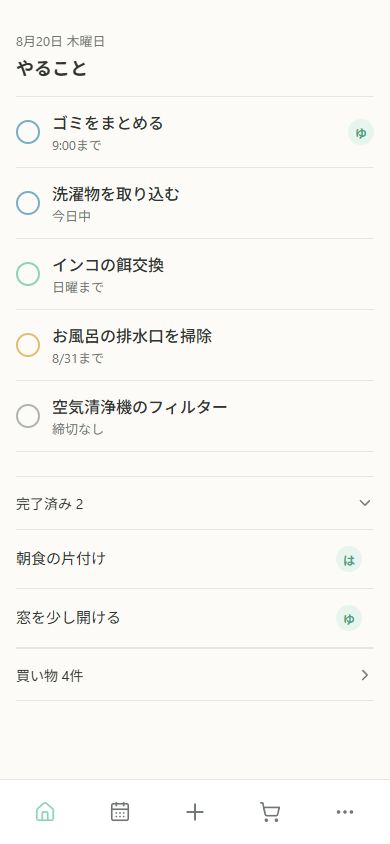 8月20日 木曜日
やること
ゴミをまとめる
9:00まで
ゆ
洗濯物を取り込む
今日中
インコの餌交換
日曜まで
お風呂の排水口を掃除
8/31まで
空気清浄機のフィルター
締切なし
完了済み 2
朝食の片付け
は
窓を少し開ける
ゆ
買い物 4件